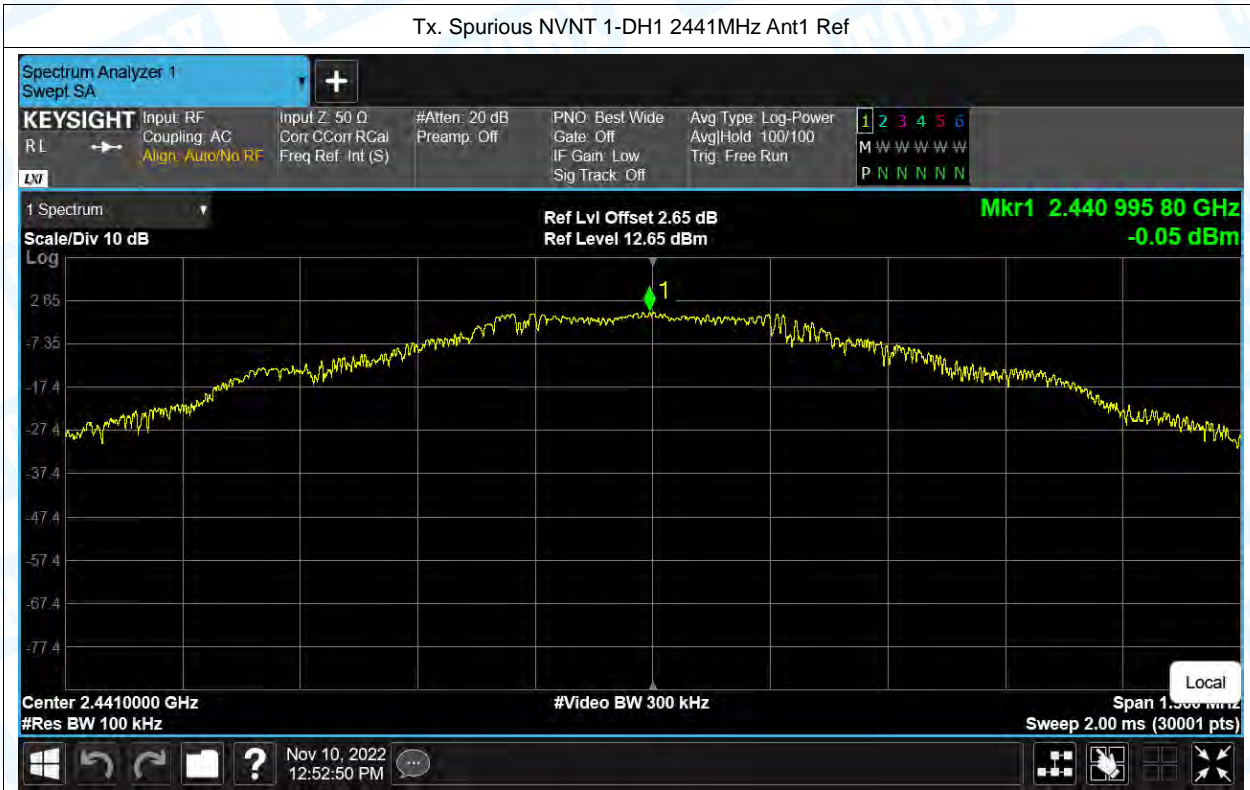 Tx. Spurious NVNT 1-DH1 2441MHz Ant1 Ref
Spectrum Analyzer 1
Swept SA
+
KEYSIGHT
RL
LXI
Input: RF
Coupling: AC
Align: Auto/No RF
Input Z: 50 Ω
Corr CCorr RCal
Freq Ref: Int (S)
#Atten: 20 dB
Preamp: Off
PNO: Best Wide
Gate: Off
IF Gain: Low
Sig Track: Off
Avg Type: Log-Power
Avg|Hold: 100/100
Trig: Free Run
1 2 3 4 5 6
M W W W W W
P N N N N N
1 Spectrum
Scale/Div 10 dB
Ref Lvl Offset 2.65 dB
Ref Level 12.65 dBm
Mkr1 2.440 995 80 GHz
-0.05 dBm
Log
1
2.65
-7.35
-17.4
-27.4
-37.4
-47.4
-57.4
-67.4
-77.4
Local
Center 2.4410000 GHz
#Video BW 300 kHz
Span
#Res BW 100 kHz
Sweep 2.00 ms (30001 pts)
?
Nov 10, 2022
12:52:50 PM